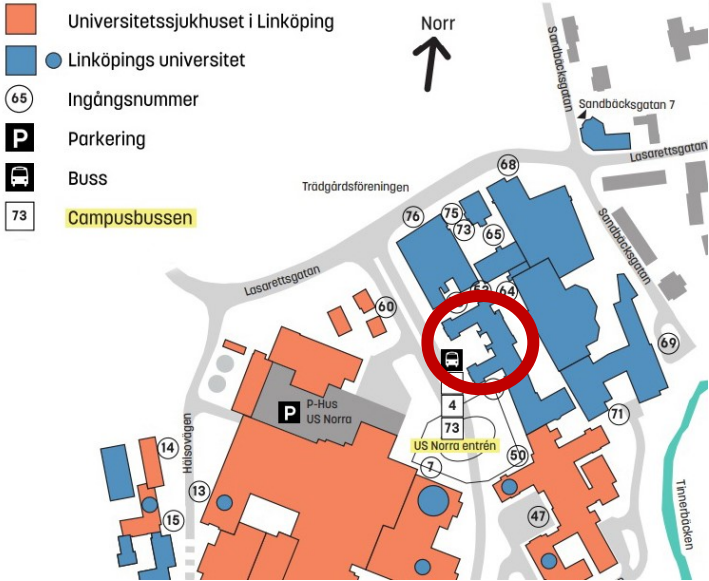 Universitetssjukhuset i Linköping
Linköpings universitet
65
Ingångsnummer
P
Parkering
Buss
73
Campusbussen
Norr
Sandbäcksgatan
Sandbäcksgatan 7
Lasarettsgatan
68
Trädgårdsföreningen
76
75
73
65
Sandbäcksgatan
Lasarettsgatan
64
60
69
P
P-Hus
US Norra
4
73
US Norra entrén
71
Hälsovägen
14
7
50
13
15
47
Tinnerbäcken